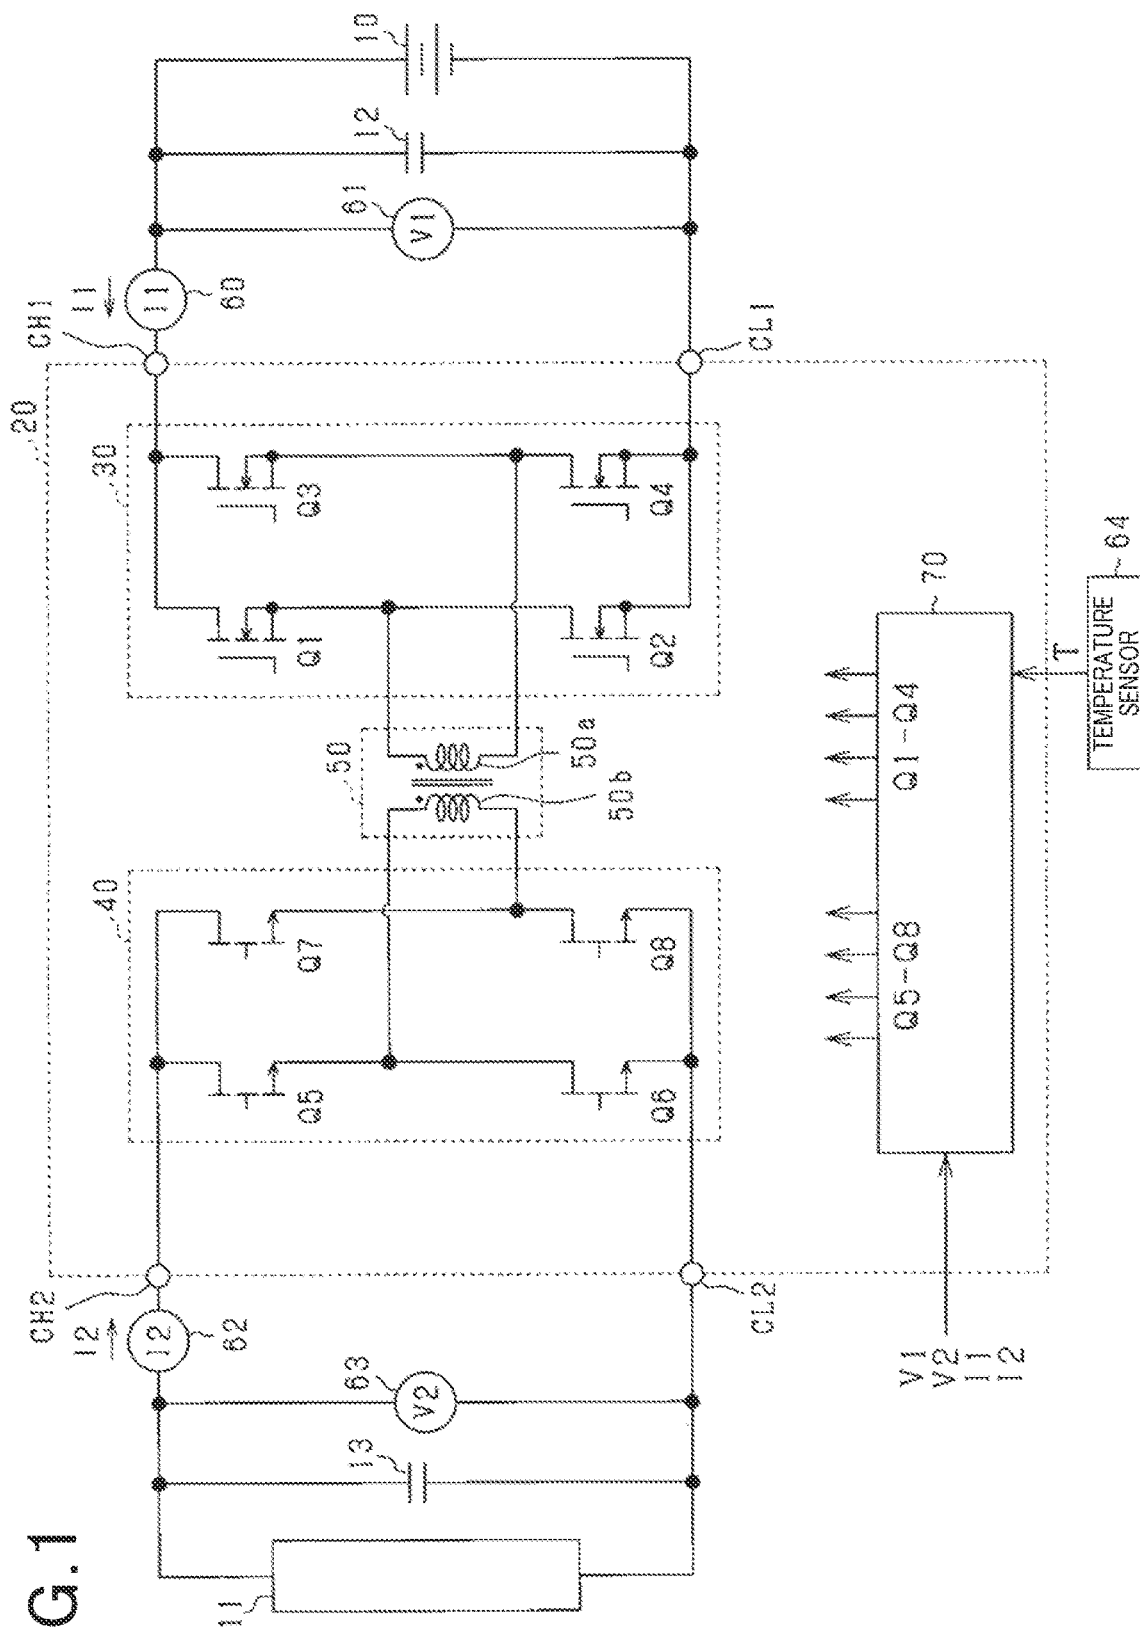 G.1
20
30
40
50
50a
50b
CH1
CL1
CH2
CL2
I1
I1
60
61
V1
12
10
Q1
Q2
Q3
Q4
Q5
Q6
Q7
Q8
I2
I2
62
63
V2
13
11
70
Q5-Q8
Q1-Q4
T
64
TEMPERATURE
SENSOR
V1
V2
I1
I2